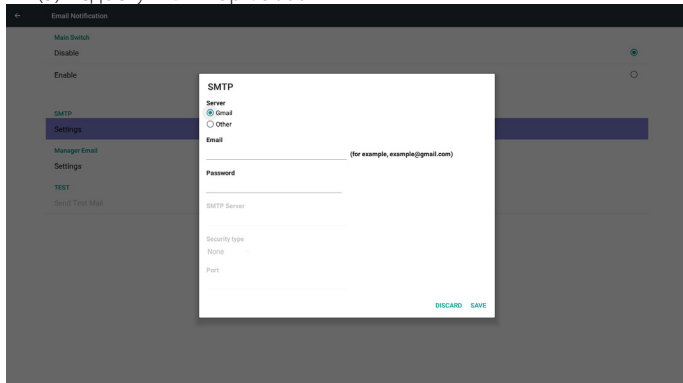 Email Notification
Main Switch
Disable
Enable
SMTP
Settings
Manager Email
Settings
TEST
Send Test Mail
SMTP
Server
Gmail
Other
Email
(for example, example@gmail.com)
Password
SMTP Server
Security type
None
Port
DISCARD SAVE